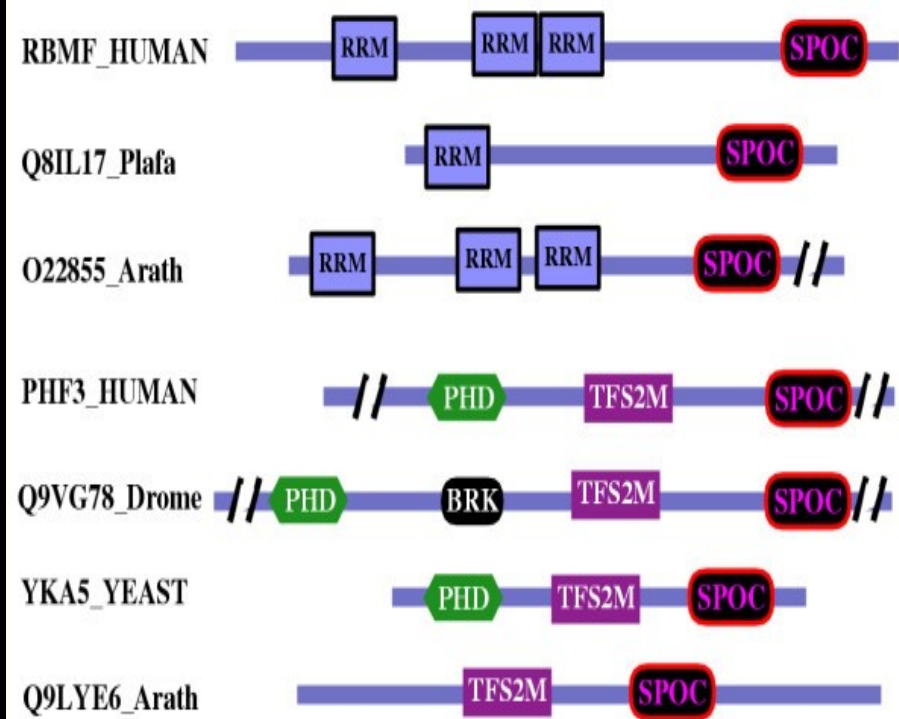 RBMF_HUMAN RRM RRM RRM SPOC
Q8IL17_Plafa RRM SPOC
O22855_Arath RRM RRM RRM SPOC //
PHF3_HUMAN // PHD TFS2M SPOC //
Q9VG78_Drome // PHD BRK TFS2M SPOC //
YKA5_YEAST PHD TFS2M SPOC
Q9LYE6_Arath TFS2M SPOC